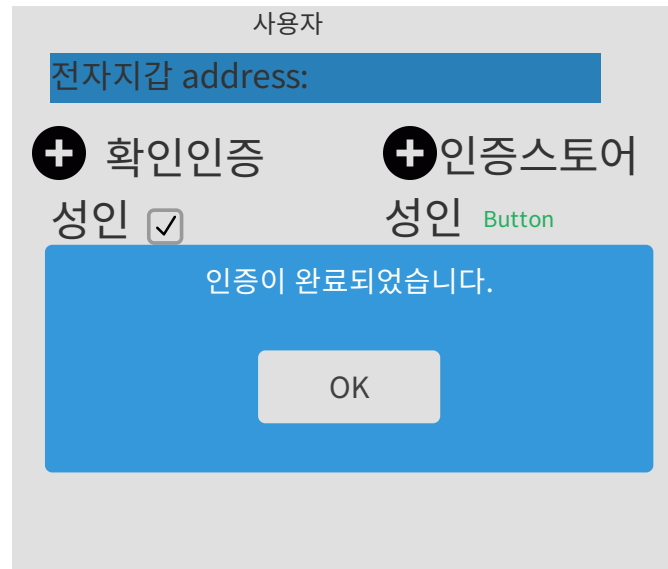 사용자
전자지갑 address:
확인인증
인증스토어
성인
성인 Button
인증이 완료되었습니다.
OK